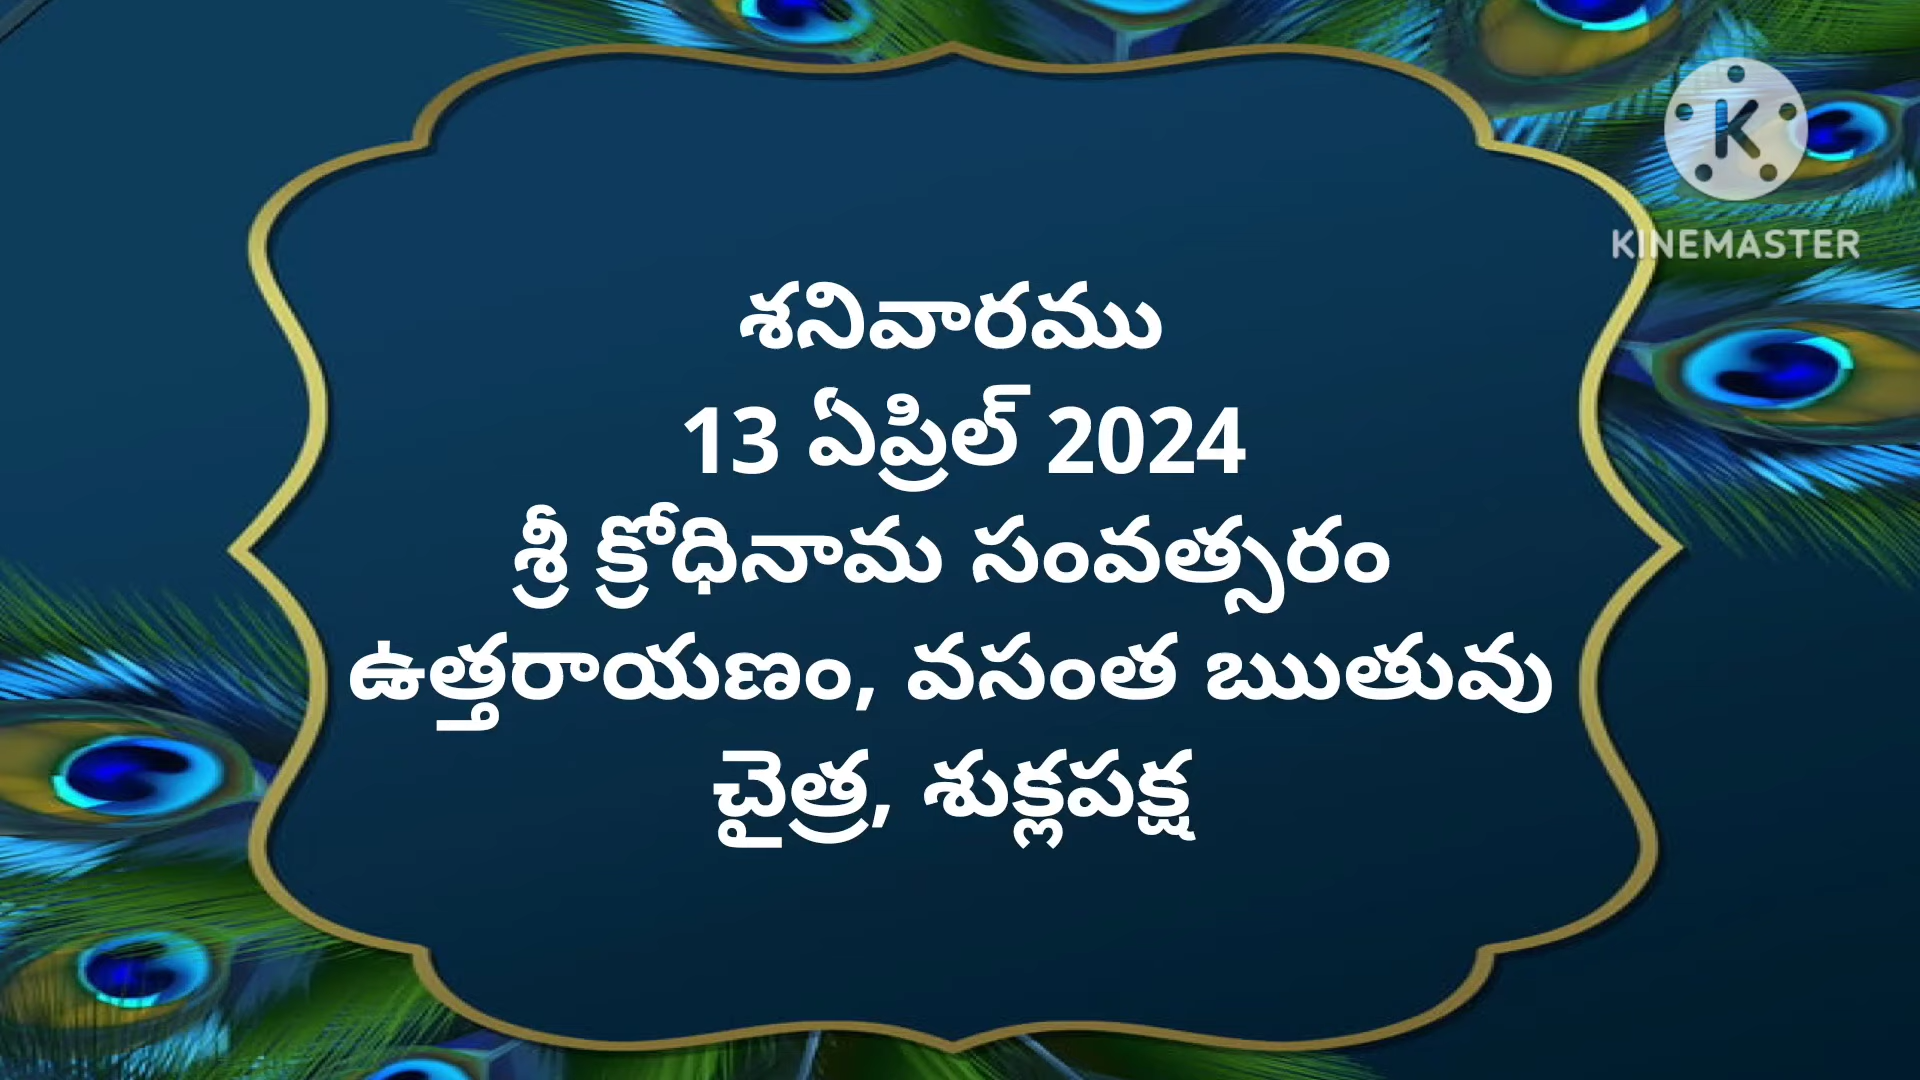 KINEMASTER
శనివారము
13 ఏప్రిల్ 2024
శ్రీ క్రోధినామ సంవత్సరం
ఉత్తరాయణం, వసంత ఋతువు
చైత్ర, శుక్లపక్ష